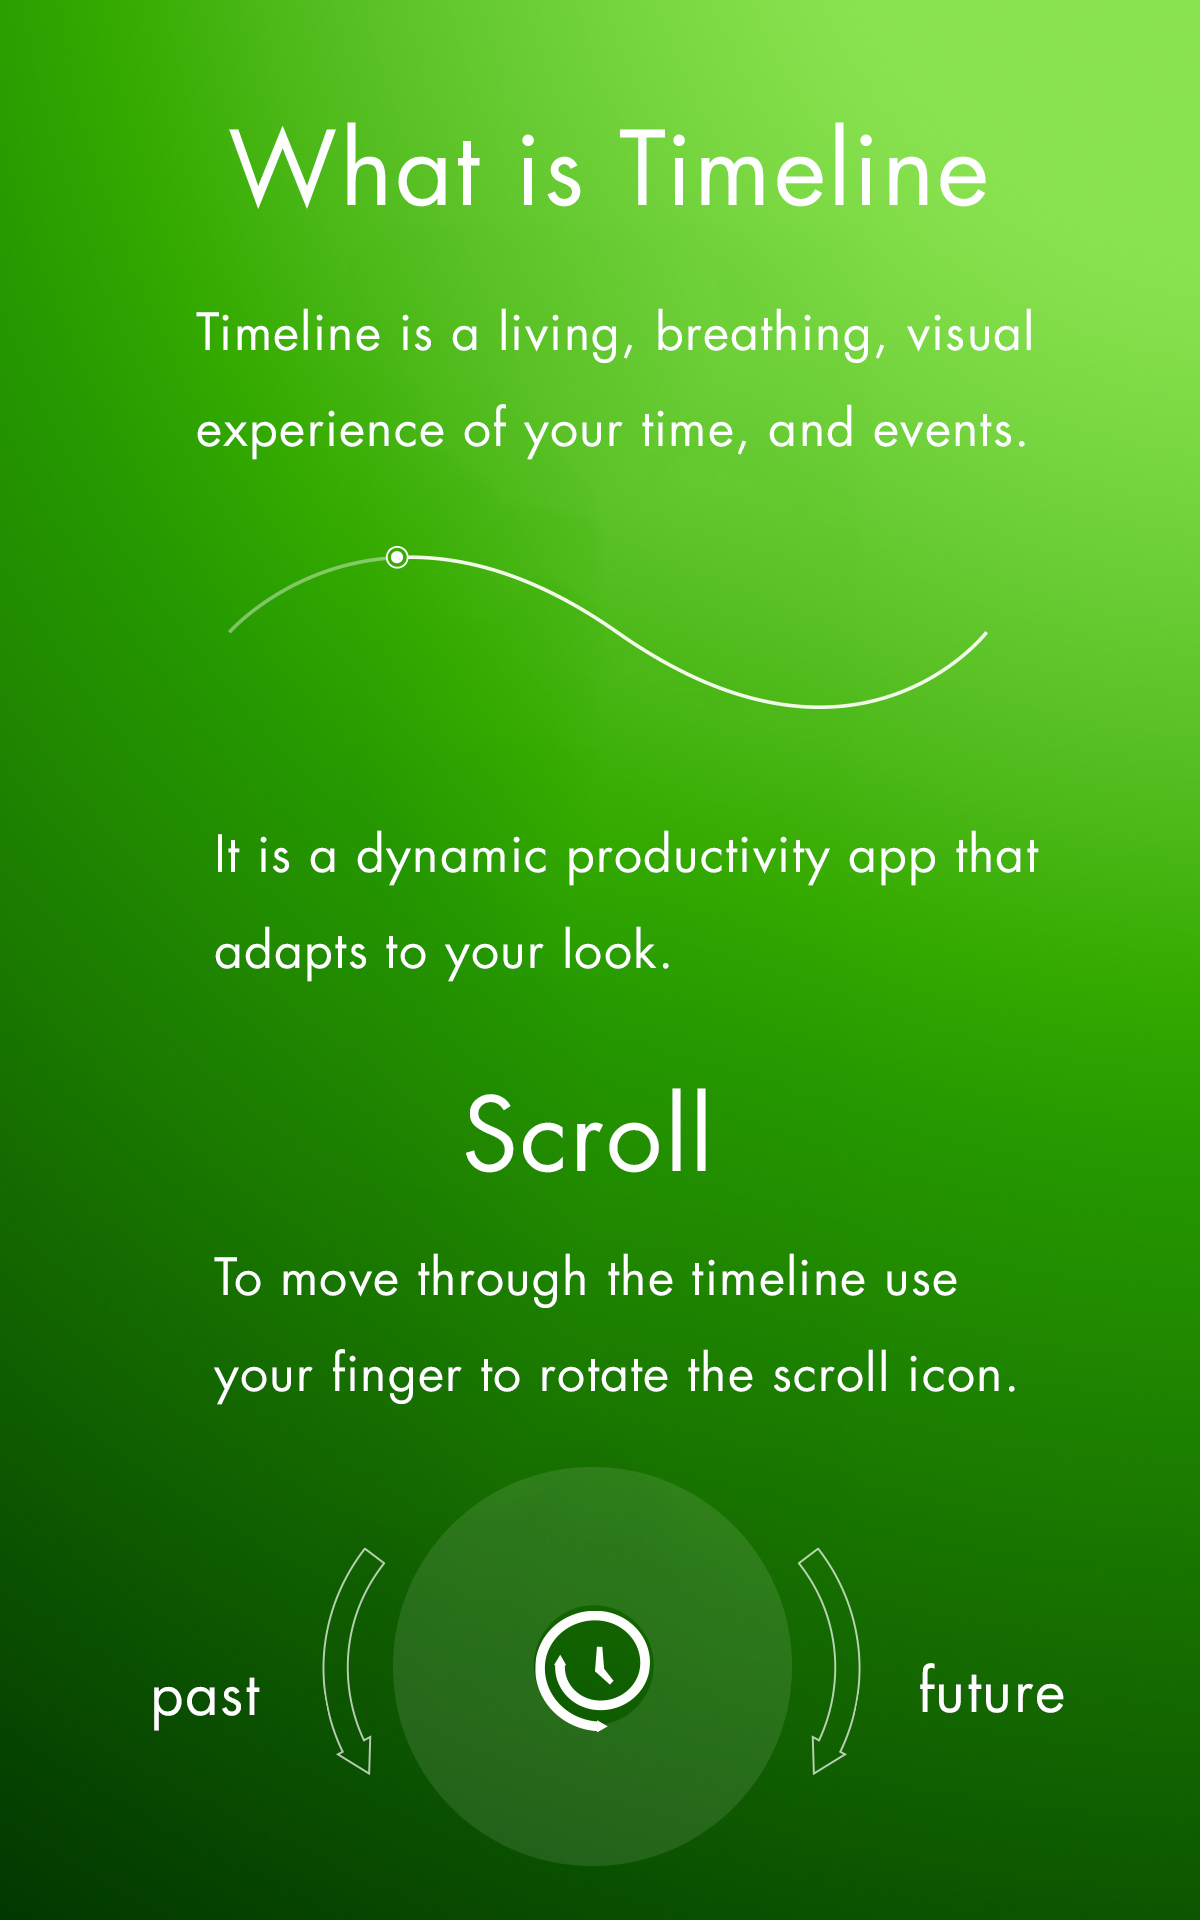 What is Timeline
Timeline is a living, breathing, visual
experience of your time, and events.
It is a dynamic productivity app that
adapts to your look.
Scroll
To move through the timeline use
your finger to rotate the scroll icon.
past
future